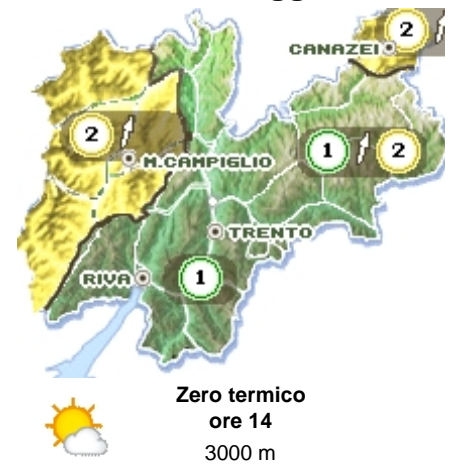 2
CANAZEI
2
M.CAMPIGLIO
1 2
TRENTO
RIVA
1
Zero termico
ore 14
3000 m